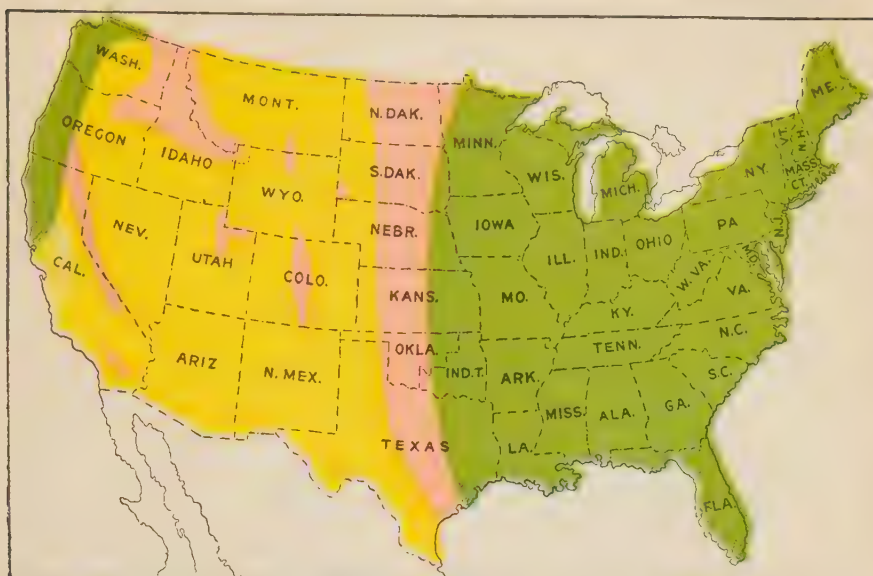 WASH.
MONT.
N.DAK.
MINN.
ME.
OREGON
IDAHO
S.DAK.
WIS.
MICH.
N.Y.
VT.
N.H.
MASS.
CT.
WYO.
NEV.
NEBR.
IOWA
PA
N.J.
CAL.
UTAH
COLO.
ILL.
IND.
OHIO
MD.
W.VA.
VA.
KANS.
MO.
KY.
ARIZ
N. MEX.
OKLA.
IND.T.
ARK.
TENN.
N.C.
S.C.
TEXAS
LA.
MISS.
ALA.
GA.
FLA.